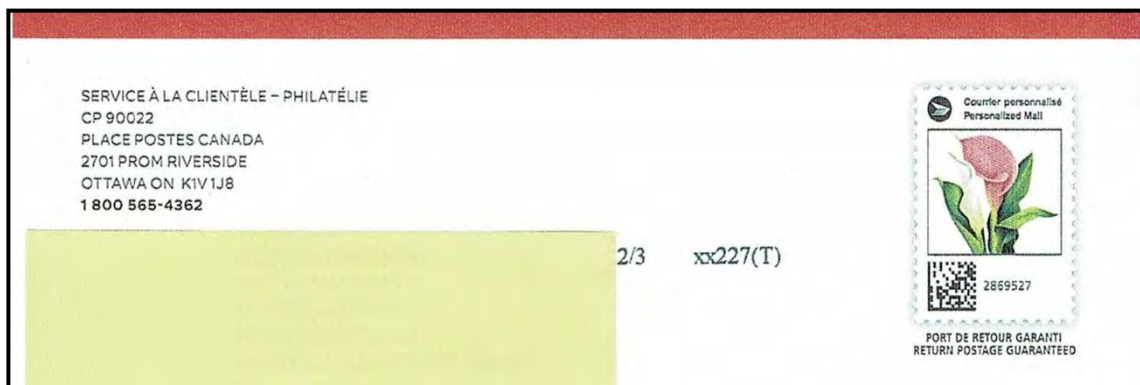 SERVICE À LA CLIENTÈLE – PHILATÉLIE
CP 90022
PLACE POSTES CANADA
2701 PROM RIVERSIDE
OTTAWA ON K1V 1J8
1 800 565-4362
2/3 xx227(T)
Courrier personnalisé
Personalized Mail
2869527
PORT DE RETOUR GARANTI
RETURN POSTAGE GUARANTEED